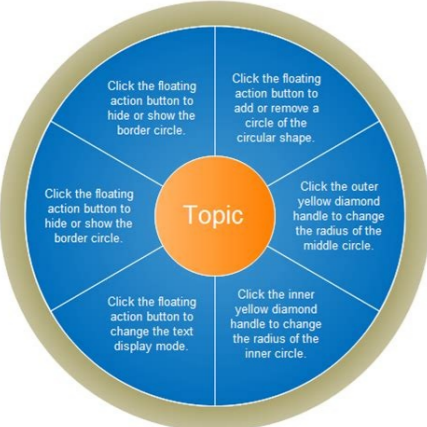 Click the floating
action button to
hide or show the
border circle.
Click the floating
action button to
add or remove a
circle of the
circular shape.
Click the floating
action button to
hide or show the
border circle.
Topic
Click the outer
yellow diamond
handle to change
the radius of the
middle circle.
Click the floating
action button to
change the text
display mode.
Click the inner
yellow diamond
handle to change
the radius of the
inner circle.